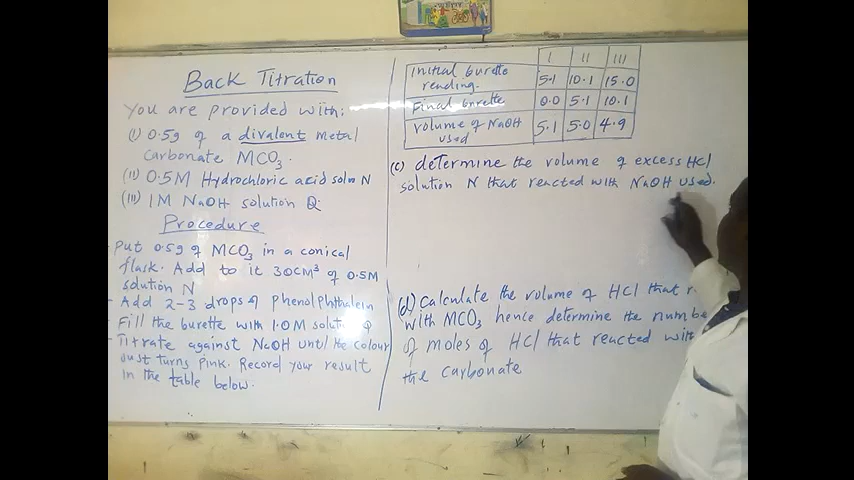 Back Titration
You are provided with:
(i) 0.5g of a divalent metal
carbonate MCO₃.
(ii) 0.5M Hydrochloric acid soln N
(iii) 1M NaOH solution Q.
Procedure
Put 0.5g of MCO₃ in a conical
flask. Add to it 30CM³ of 0.5M
solution N
- Add 2-3 drops of phenolphthalein
- Fill the burette with 1.0M solution Q
- Titrate against NaOH until the colour
Just turns pink. Record your result
in the table below.
I II III
Initial burette reading. 5.1 10.1 15.0
Final burette 0.0 5.1 10.1
volume of NaOH used 5.1 5.0 4.9
(c) determine the volume of excess HCl
solution N that reacted with NaOH used.
(d) Calculate the volume of HCl that
with MCO₃ hence determine the
of moles of HCl that reacted
the carbonate